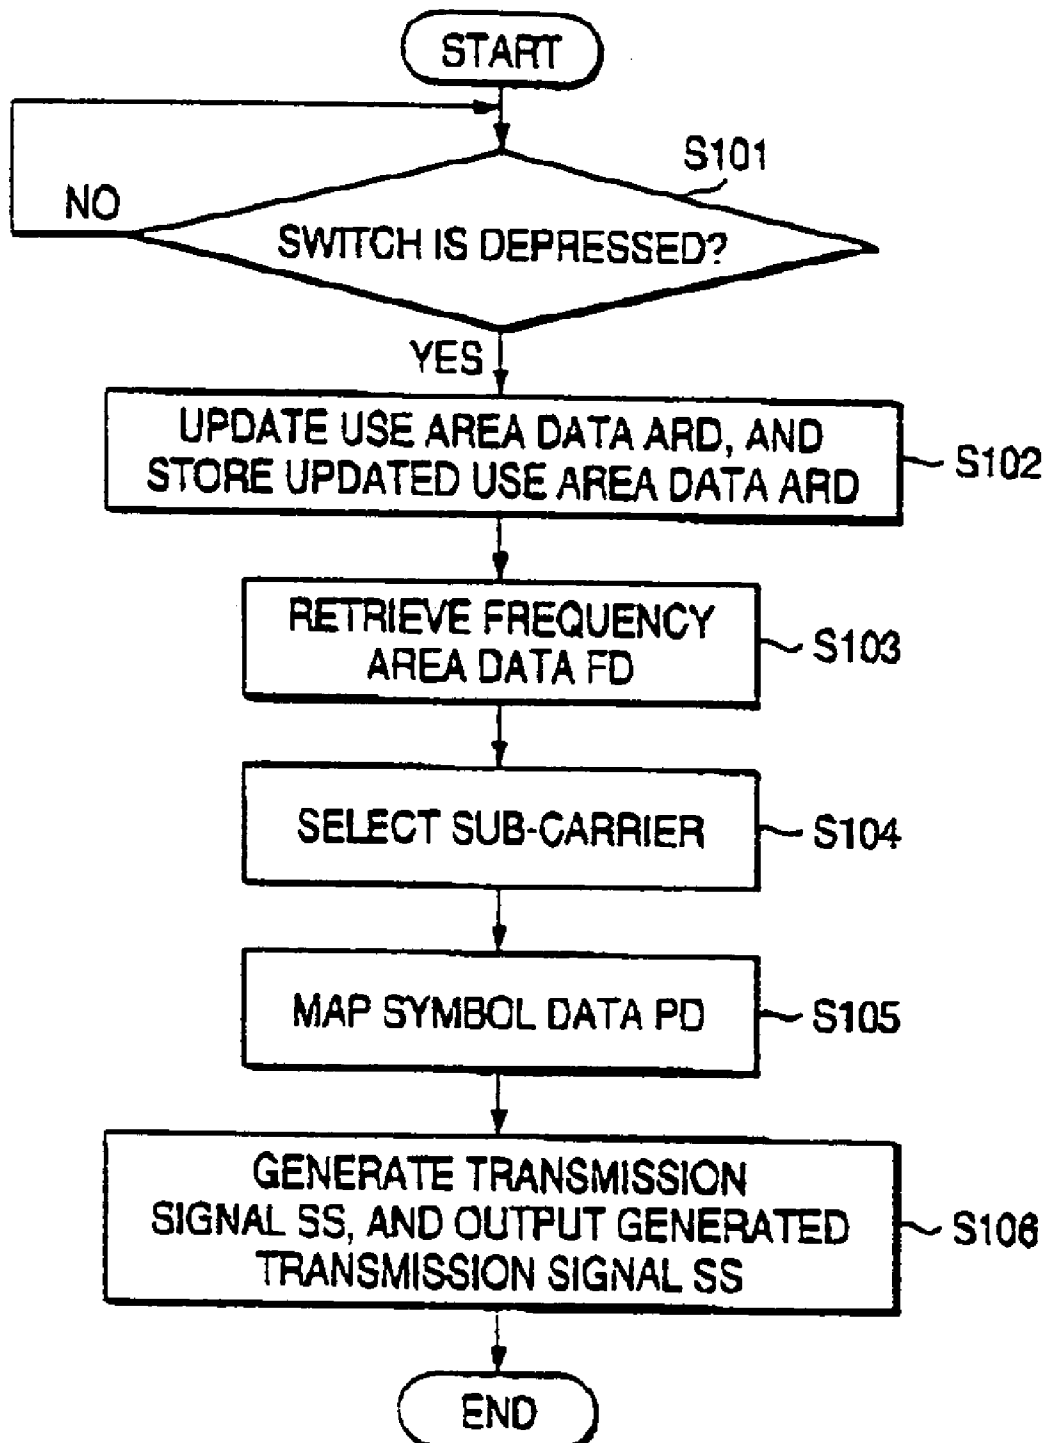 START
S101
NO
SWITCH IS DEPRESSED?
YES
UPDATE USE AREA DATA ARD, AND
STORE UPDATED USE AREA DATA ARD
S102
RETRIEVE FREQUENCY
AREA DATA FD
S103
SELECT SUB-CARRIER
S104
MAP SYMBOL DATA PD
S105
GENERATE TRANSMISSION
SIGNAL SS, AND OUTPUT GENERATED
TRANSMISSION SIGNAL SS
S106
END